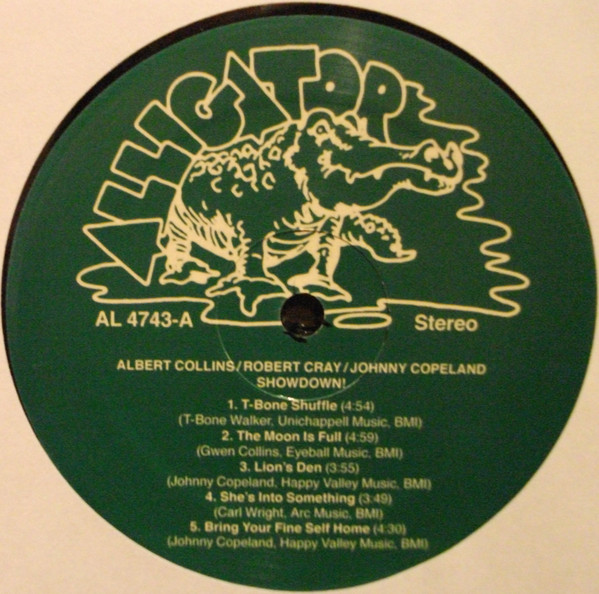 ALLIGATOR
AL 4743-A
Stereo
ALBERT COLLINS/ROBERT CRAY/JOHNNY COPELAND
SHOWDOWN!
1. T-Bone Shuffle (4:54)
(T-Bone Walker, Unichappell Music, BMI)
2. The Moon Is Full (4:59)
(Gwen Collins, Eyeball Music, BMI)
3. Lion's Den (3:55)
(Johnny Copeland, Happy Valley Music, BMI)
4. She's Into Something (3:49)
(Carl Wright, Arc Music, BMI)
5. Bring Your Fine Self Home (4:30)
(Johnny Copeland, Happy Valley Music, BMI)